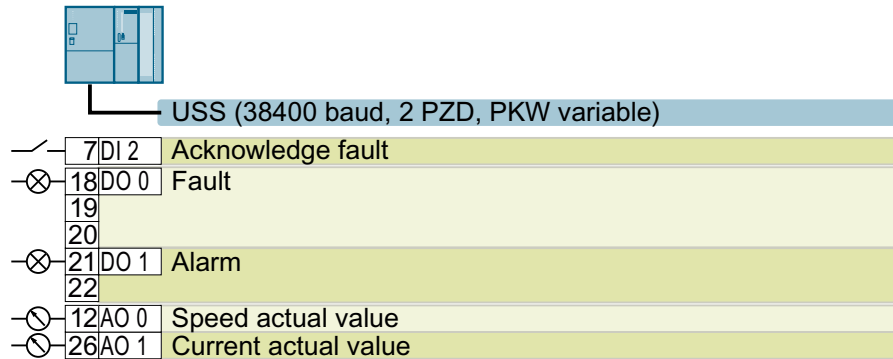 USS (38400 baud, 2 PZD, PKW variable)
7 DI 2 Acknowledge fault
18 DO 0 Fault
19
20
21 DO 1 Alarm
22
12 AO 0 Speed actual value
26 AO 1 Current actual value